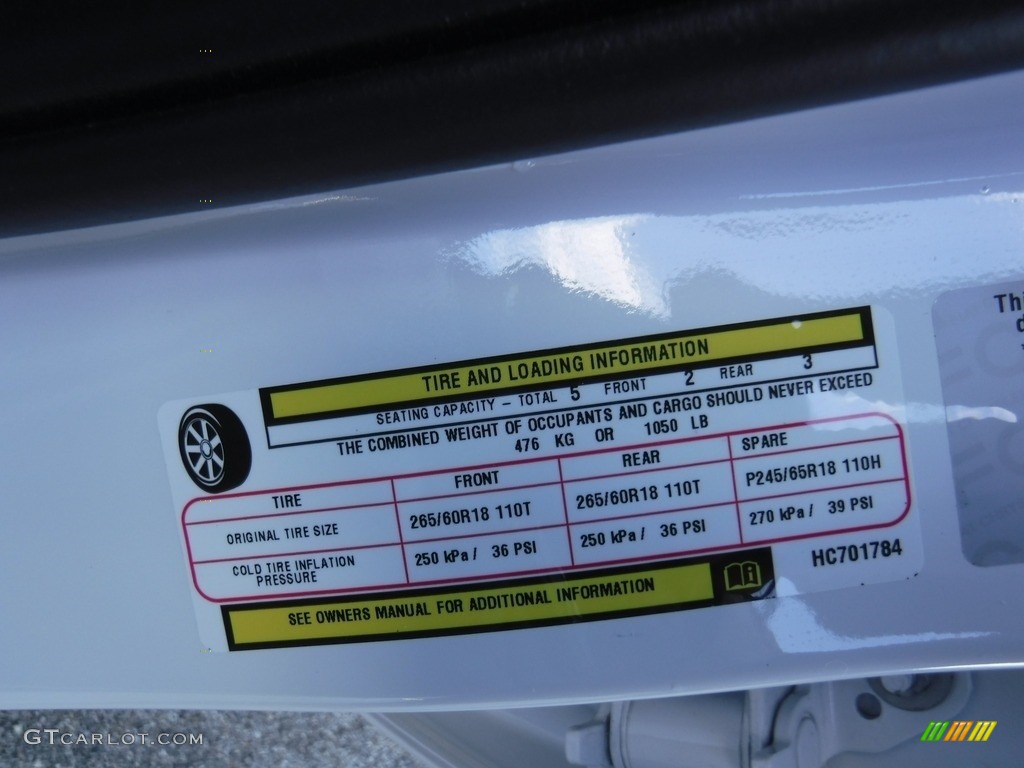 TIRE AND LOADING INFORMATION
SEATING CAPACITY - TOTAL 5 FRONT 2 REAR 3
THE COMBINED WEIGHT OF OCCUPANTS AND CARGO SHOULD NEVER EXCEED
476 KG OR 1050 LB
TIRE FRONT REAR SPARE
ORIGINAL TIRE SIZE 265/60R18 110T 265/60R18 110T P245/65R18 110H
COLD TIRE INFLATION PRESSURE 250 kPa / 36 PSI 250 kPa / 36 PSI 270 kPa / 39 PSI
SEE OWNERS MANUAL FOR ADDITIONAL INFORMATION
HC701784
GTCARLOT.COM